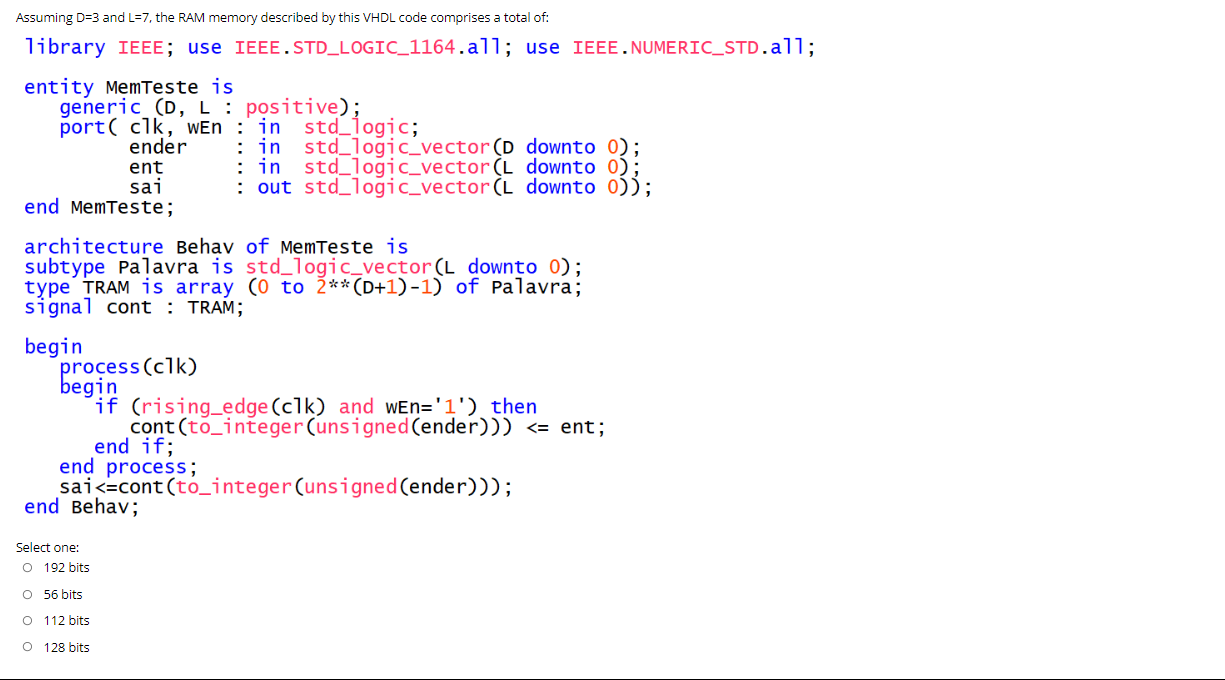 Assuming D=3 and L=7, the RAM memory described by this VHDL code comprises a total of:
library IEEE; use IEEE.STD_LOGIC_1164.all; use IEEE.NUMERIC_STD.all;
entity MemTeste is
generic (D, L : positive);
port( clk, wEn : in std_logic;
ender : in std_logic_vector(D downto 0);
ent : in std_logic_vector(L downto 0);
sai : out std_logic_vector(L downto 0));
end MemTeste;
architecture Behav of MemTeste is
subtype Palavra is std_logic_vector(L downto 0);
type TRAM is array (0 to 2**(D+1)-1) of Palavra;
signal cont : TRAM;
begin
process(clk)
begin
if (rising_edge(clk) and wEn='1') then
cont(to_integer(unsigned(ender))) <= ent;
end if;
end process;
sai<=cont(to_integer(unsigned(ender)));
end Behav;
Select one:
192 bits
56 bits
112 bits
128 bits